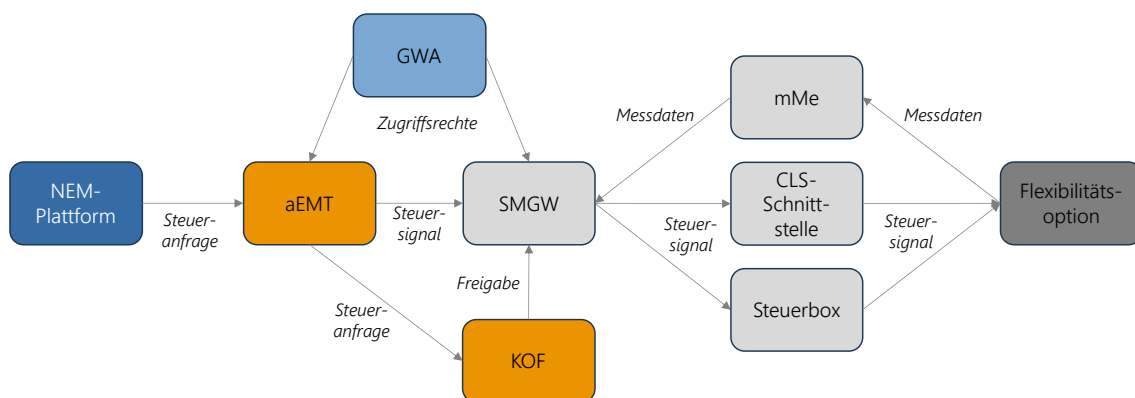 GWA
mMe
Messdaten
Messdaten
Zugriffsrechte
NEM-
Plattform
aEMT
SMGW
CLS-
Schnitt-
stelle
Flexibilitäts-
option
Steuer-
anfrage
Steuer-
signal
Steuer-
signal
Steuer-
signal
Freigabe
Steuer-
anfrage
Steuerbox
KOF